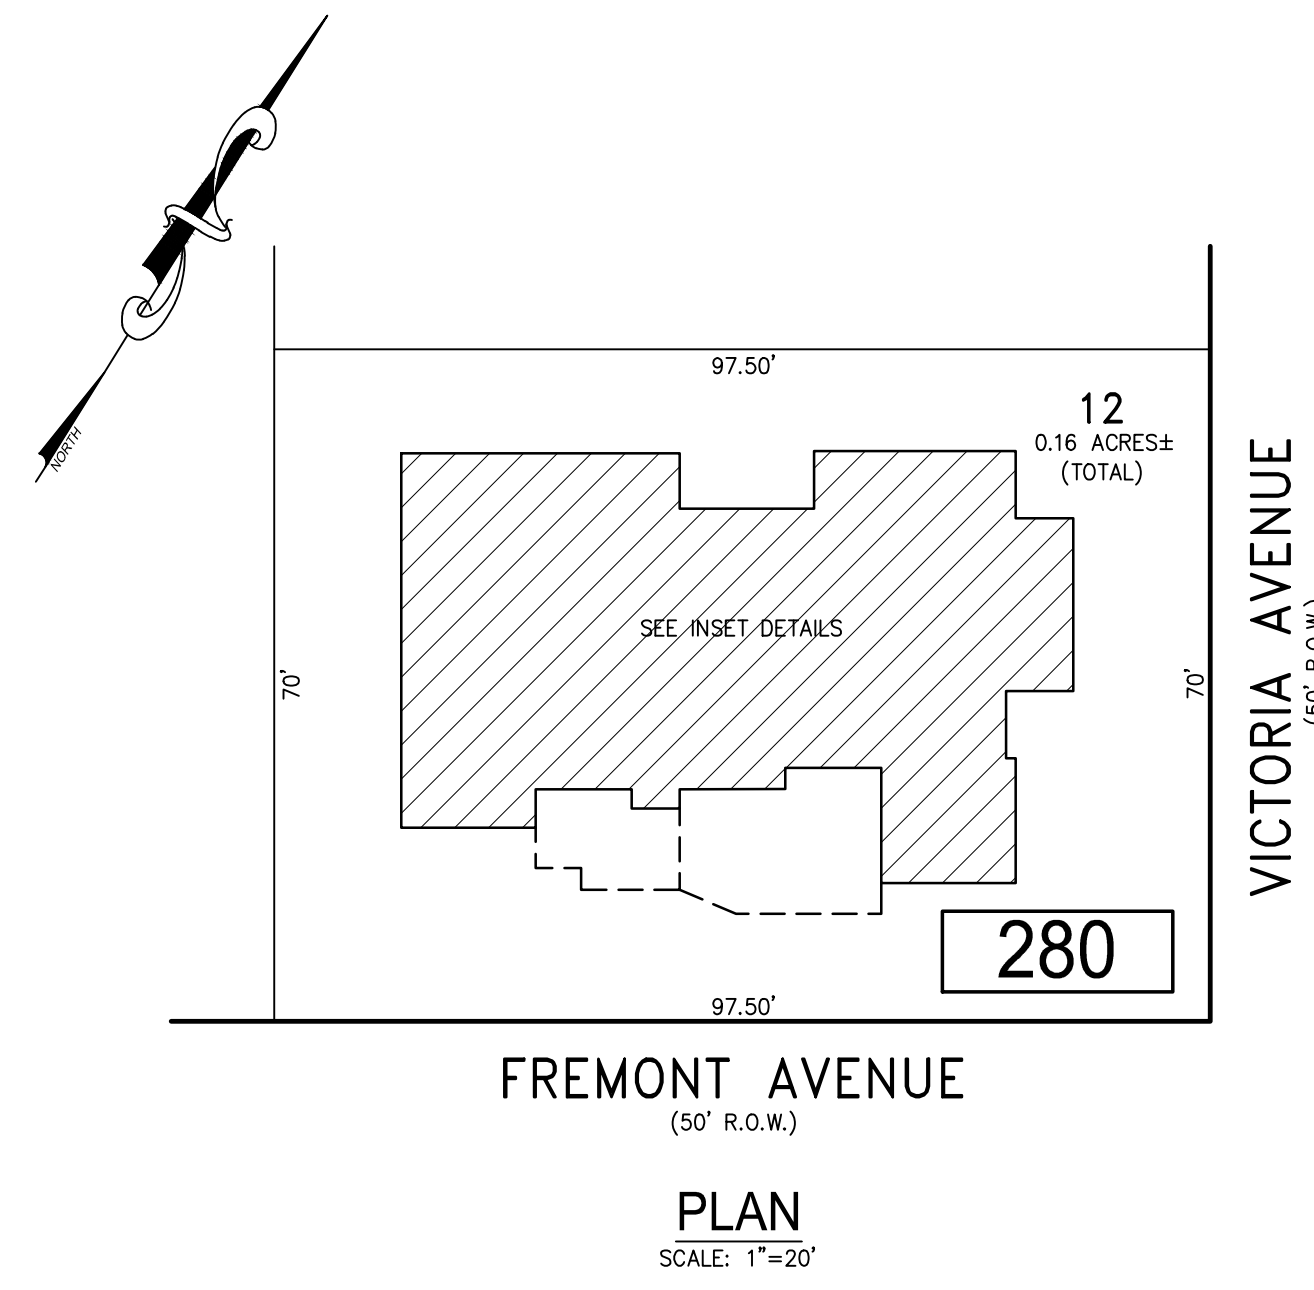 NORTH
97.50'
12
0.16 ACRES±
(TOTAL)
SEE INSET DETAILS
70'
70'
VICTORIA AVENUE
(50' R.O.W.)
280
97.50'
FREMONT AVENUE
(50' R.O.W.)
PLAN
SCALE: 1"=20'